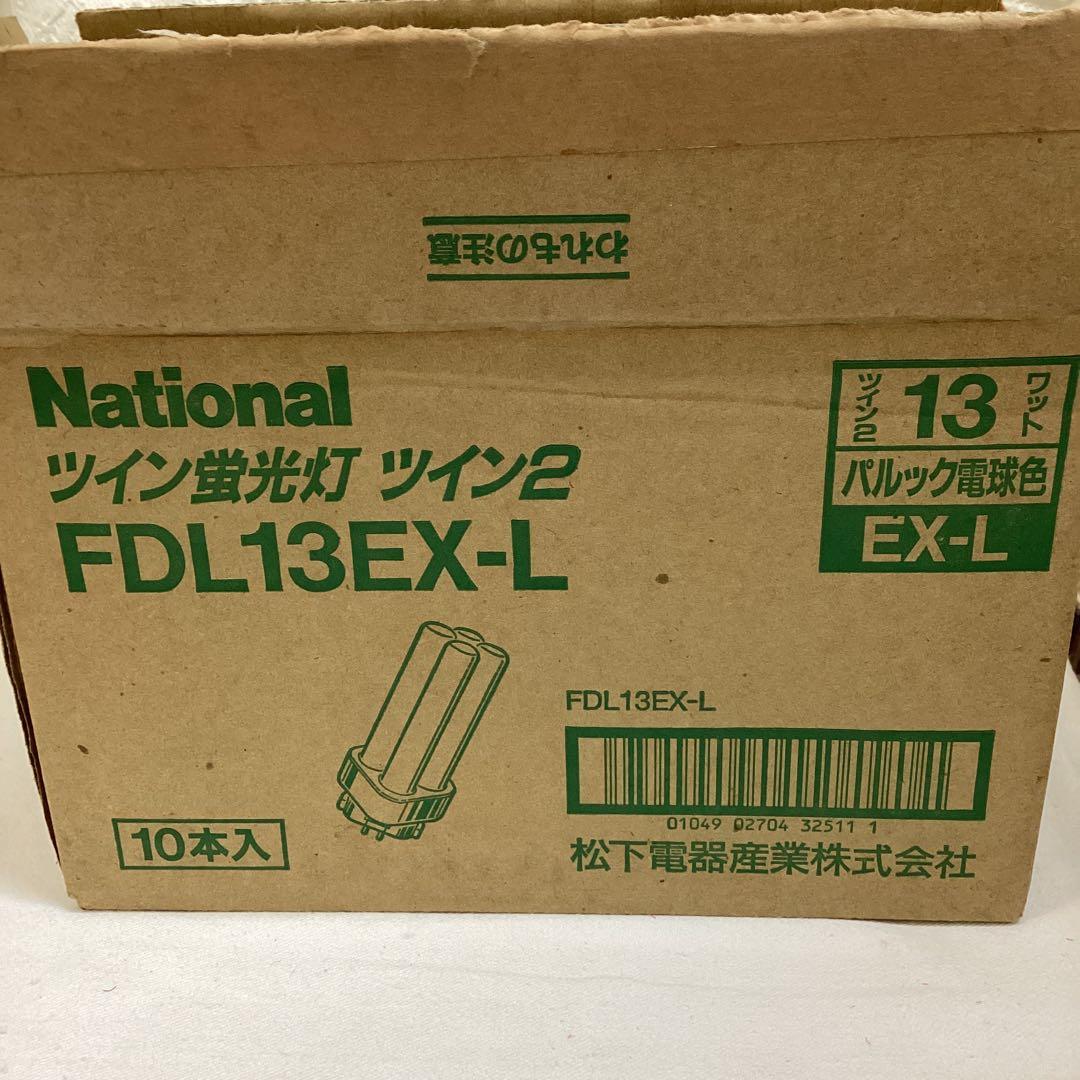 われもの注意
National
ツイン蛍光灯 ツイン2
FDL13EX-L
ツイン2 13 ワット
パルック電球色
EX-L
FDL13EX-L
01049 02704 32511 1
10本入
松下電器産業株式会社